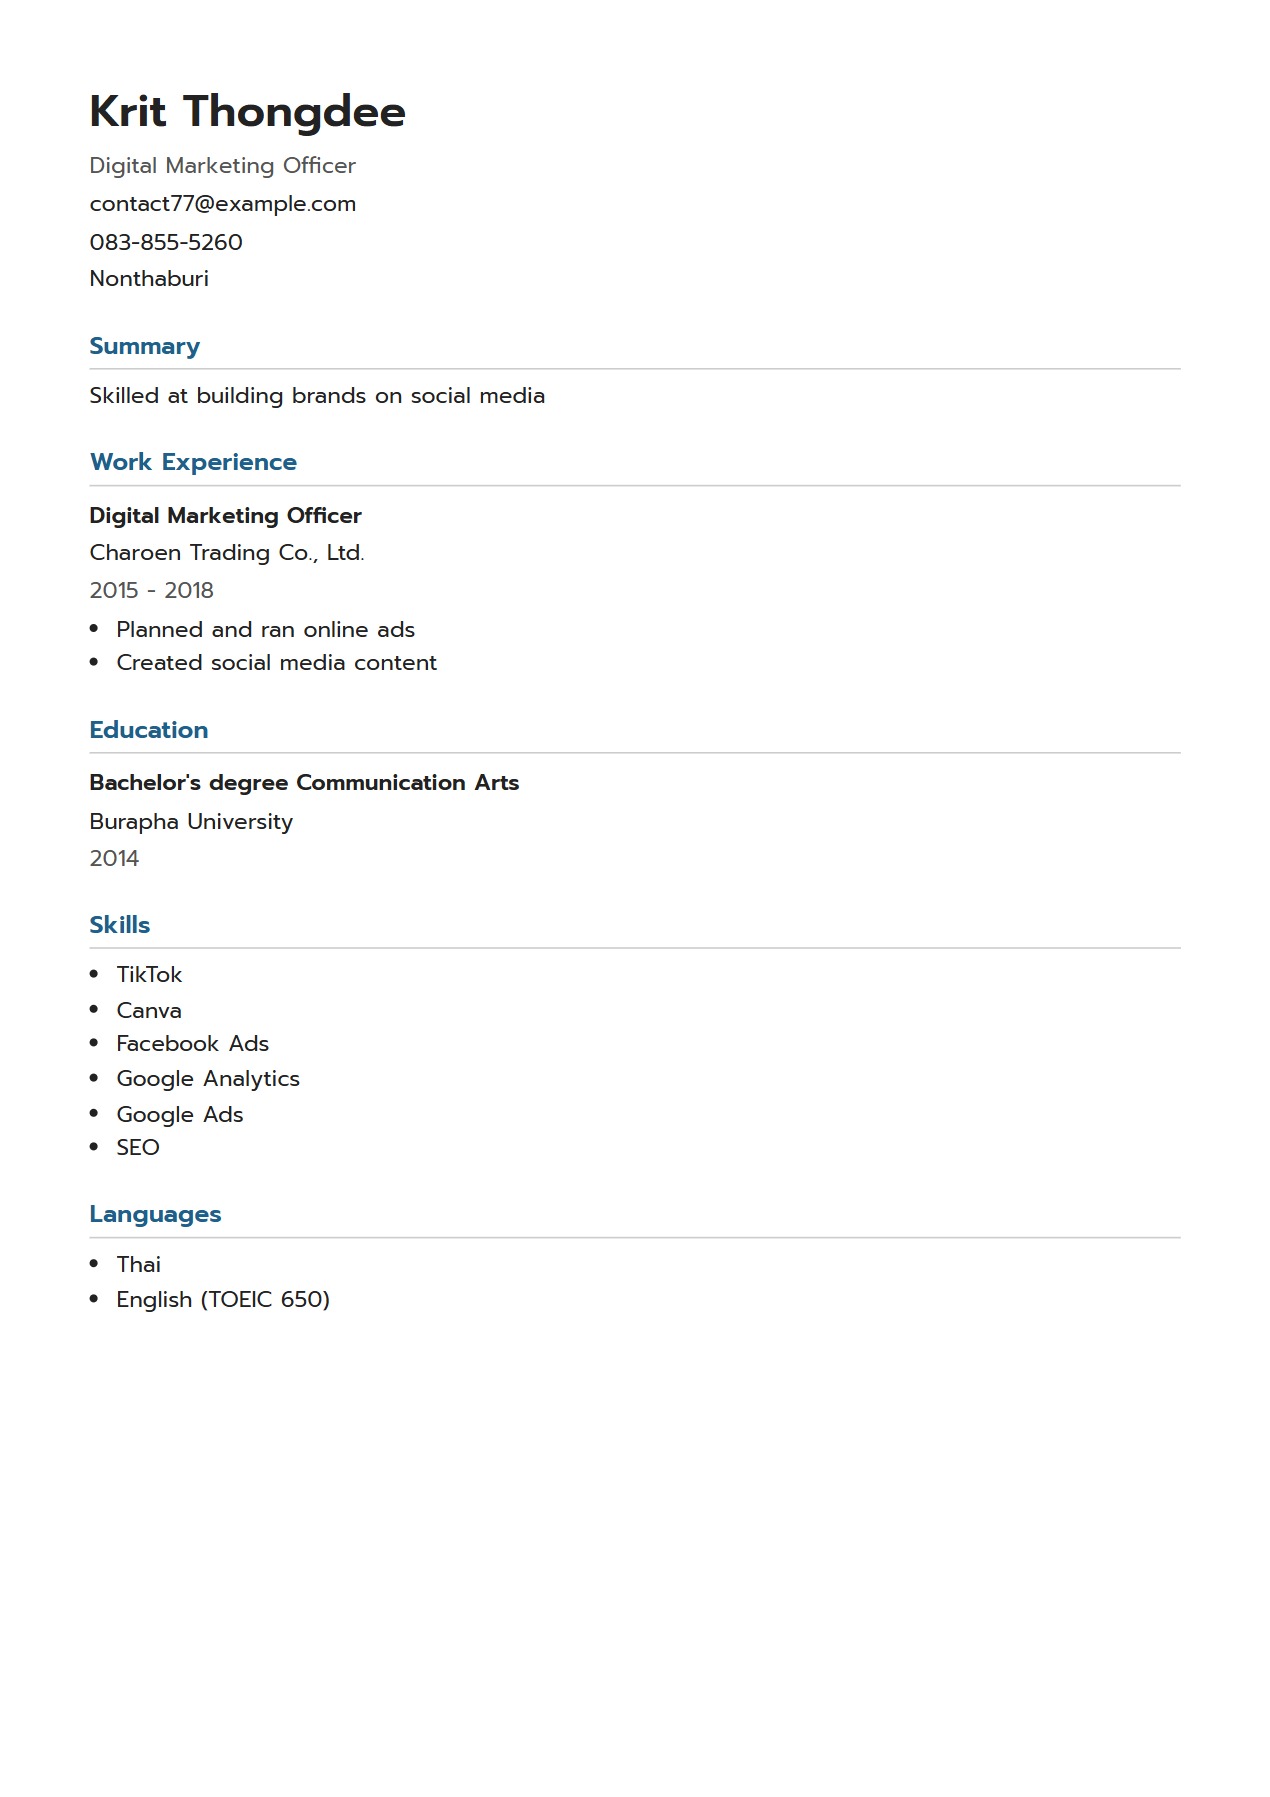 Krit Thongdee
Digital Marketing Officer
contact77@example.com
083-855-5260
Nonthaburi
Summary
Skilled at building brands on social media
Work Experience
Digital Marketing Officer
Charoen Trading Co., Ltd.
2015 - 2018
• Planned and ran online ads
• Created social media content
Education
Bachelor's degree Communication Arts
Burapha University
2014
Skills
• TikTok
• Canva
• Facebook Ads
• Google Analytics
• Google Ads
• SEO
Languages
• Thai
• English (TOEIC 650)